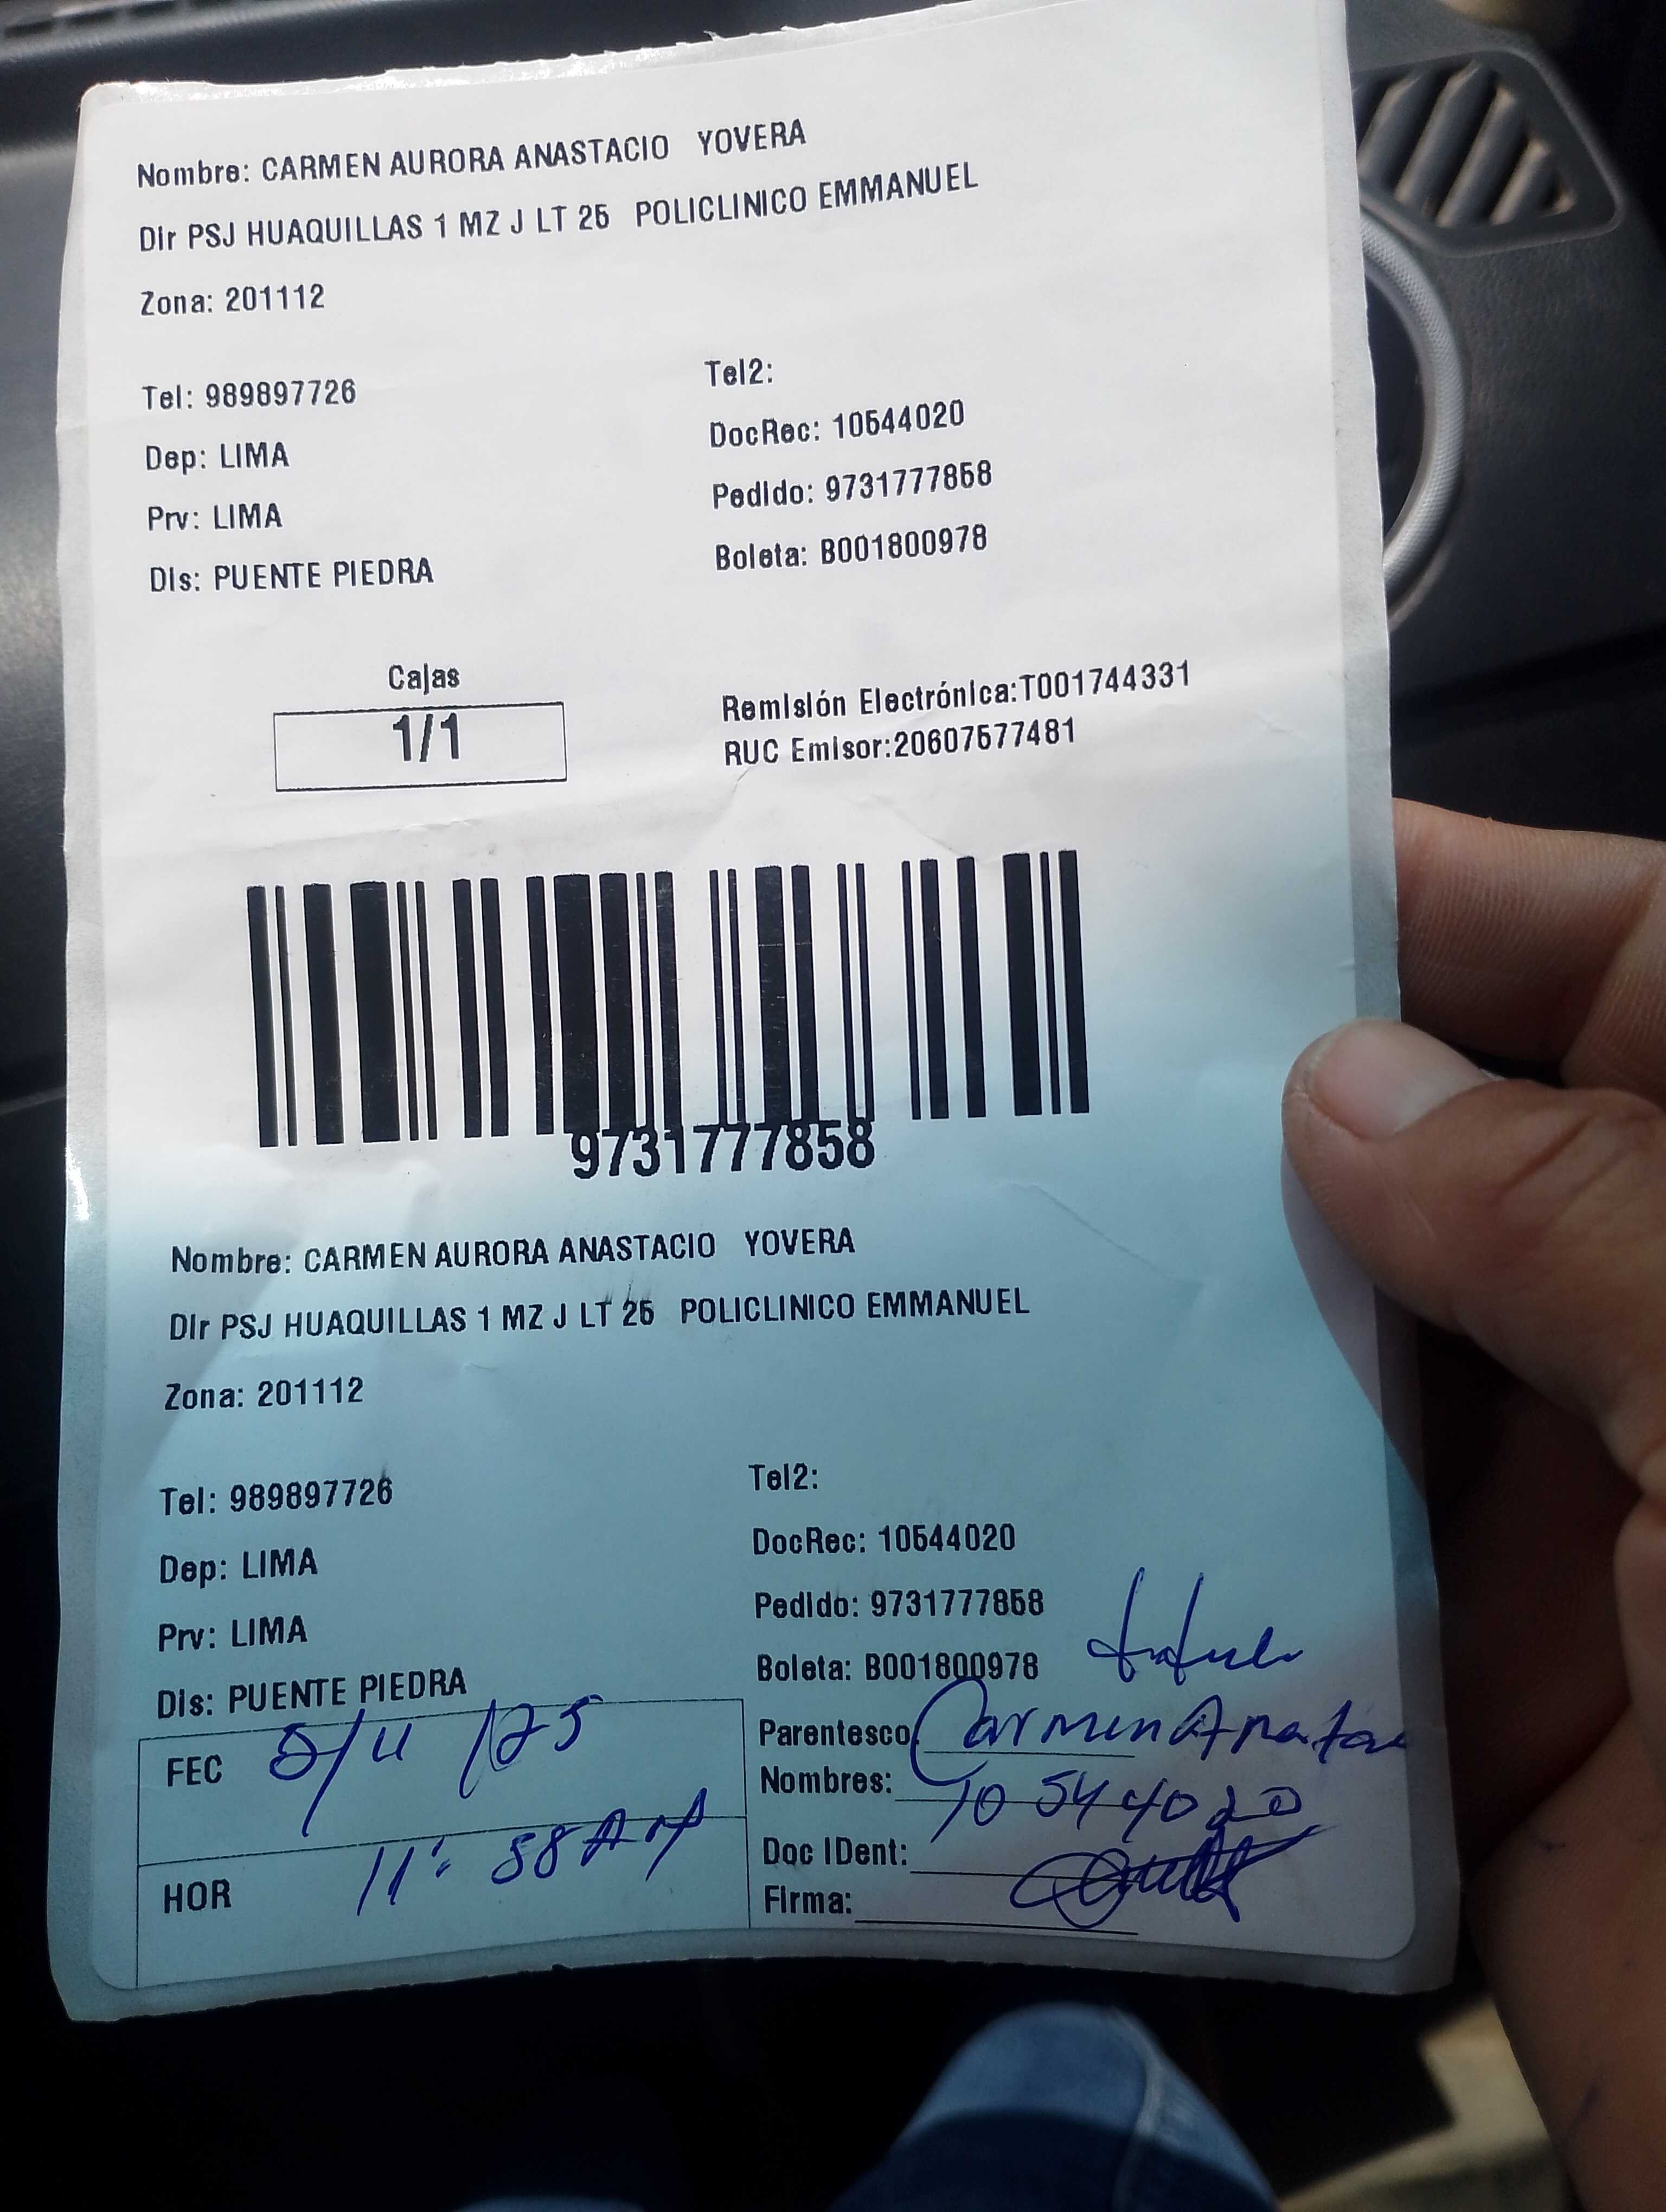 Nombre: CARMEN AURORA ANASTACIO YOVERA
Dir PSJ HUAQUILLAS 1 MZ J LT 25 POLICLINICO EMMANUEL
Zona: 201112
Tel: 989897726
Tel2:
Dep: LIMA
DocRec: 10544020
Prv: LIMA
Pedido: 9731777858
Dis: PUENTE PIEDRA
Boleta: B001800978
Cajas
1/1
Remisión Electrónica:T001744331
RUC Emisor:20607577481
9731777858
Nombre: CARMEN AURORA ANASTACIO YOVERA
Dir PSJ HUAQUILLAS 1 MZ J LT 25 POLICLINICO EMMANUEL
Zona: 201112
Tel: 989897726
Tel2:
Dep: LIMA
DocRec: 10544020
Prv: LIMA
Pedido: 9731777858
Dis: PUENTE PIEDRA
Boleta: B001800978
FEC
Parentesco
Carmen
Nombres:
10544020
HOR 11:58 AM
Doc IDent:
Firma: